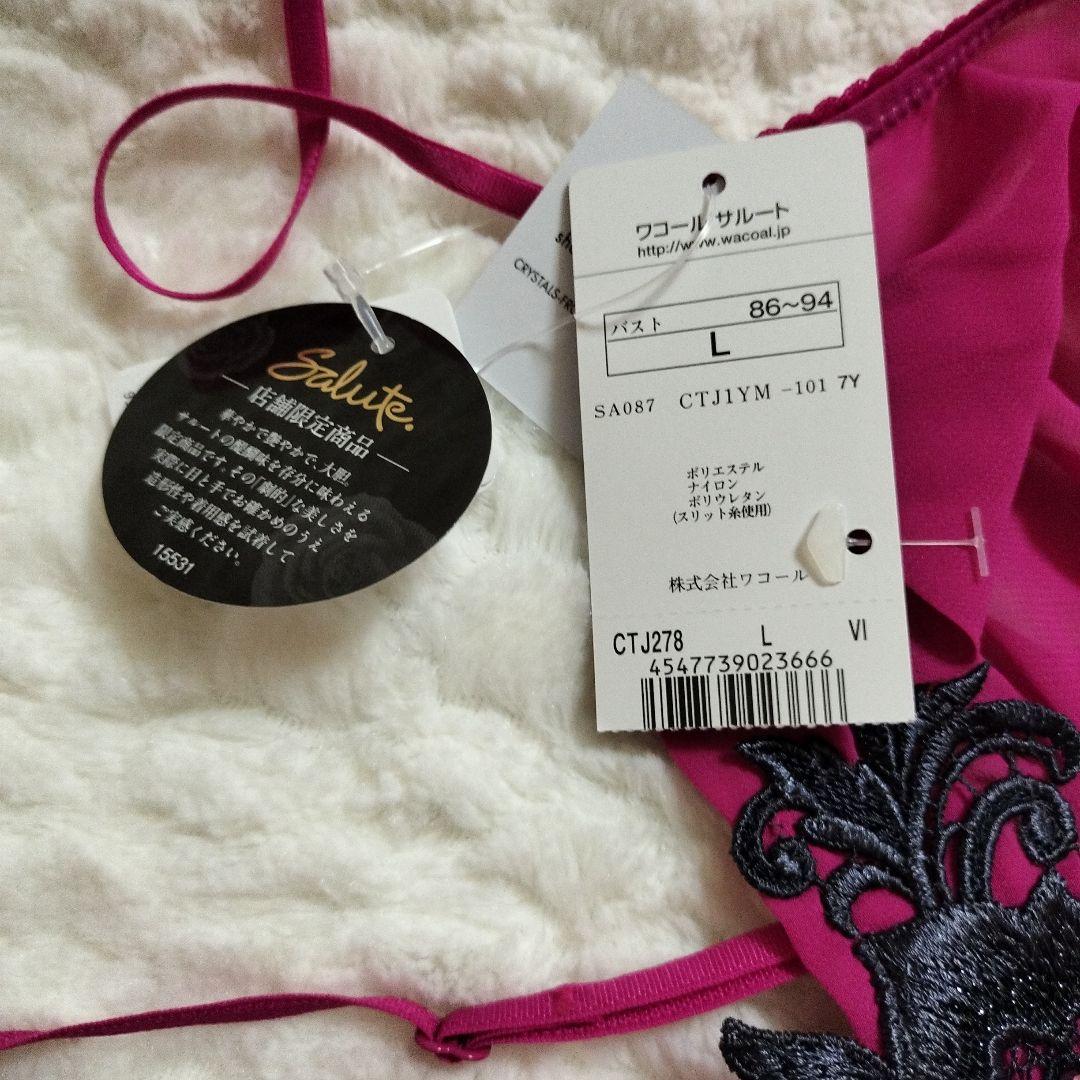 Salute.
店舗限定商品
華やかで艶やかで、大胆。
サルートの醍醐味を存分に味わえる
限定商品です。その「劇的」な美しさを
実際に目と手でお確かめのうえ
造形性や着用感を試着して
ご実感ください。
15531
CRYSTALS-FR
ワコール サルート
http://www.wacoal.jp
バスト 86~94
L
SA087 CTJ1YM -101 7Y
ポリエステル
ナイロン
ポリウレタン
(スリット糸使用)
株式会社ワコール
CTJ278 L VI
4547739023666